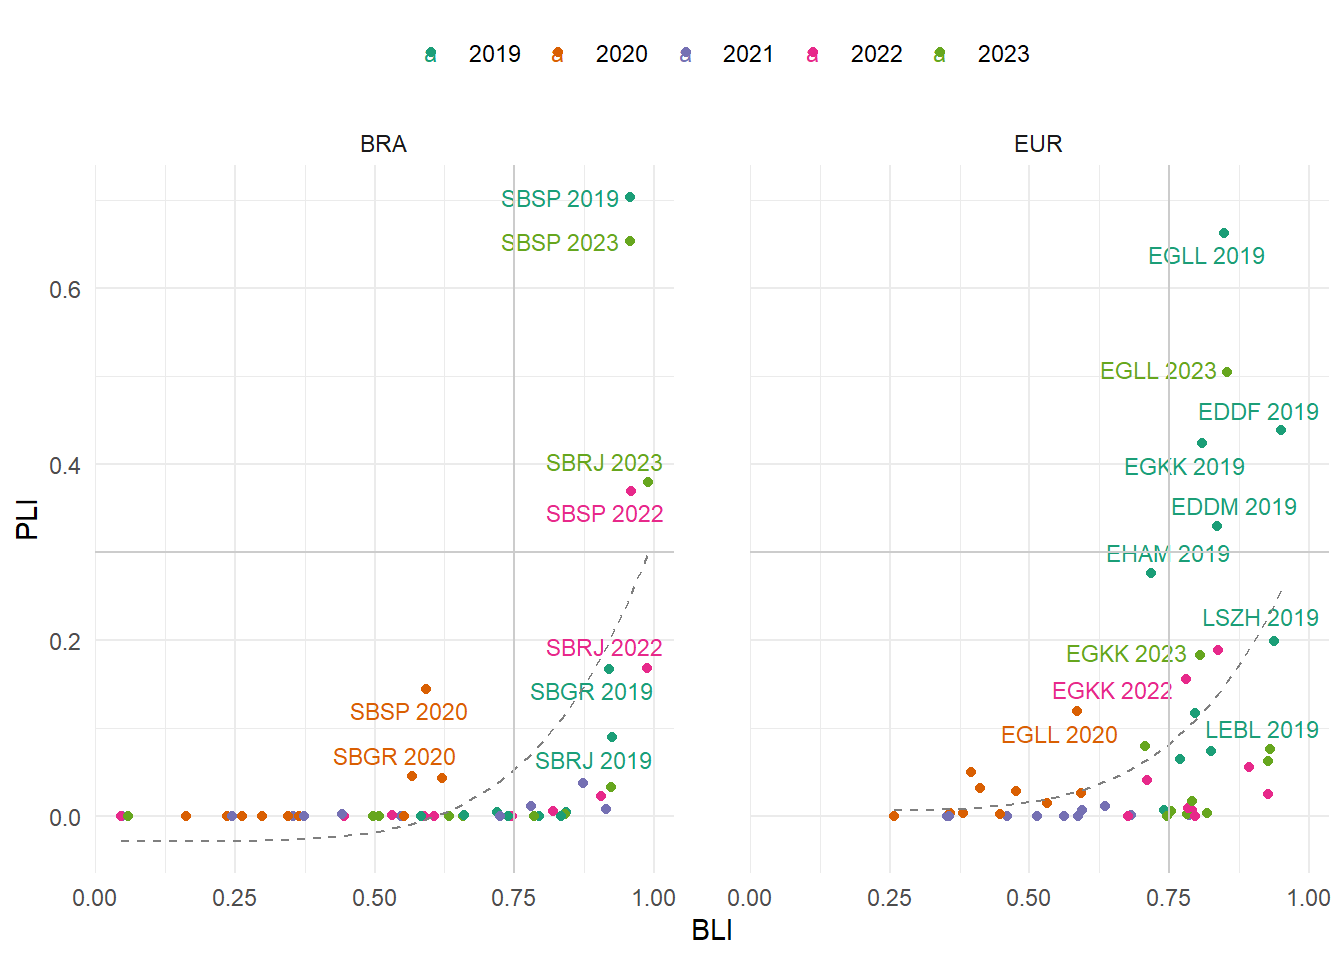 a 2019 a 2020 a 2021 a 2022 a 2023
BRA
EUR
PLI
0.6
0.4
0.2
0.0
SBSP 2019
SBSP 2023
SBRJ 2023
SBSP 2022
SBRJ 2022
SBGR 2019
SBSP 2020
SBGR 2020
SBRJ 2019
EGLL 2019
EGLL 2023
EDDF 2019
EGKK 2019
EDDM 2019
EHAM 2019
LSZH 2019
EGKK 2023
EGKK 2022
EGLL 2020
LEBL 2019
0.00 0.25 0.50 0.75 1.00
0.00 0.25 0.50 0.75 1.00
BLI